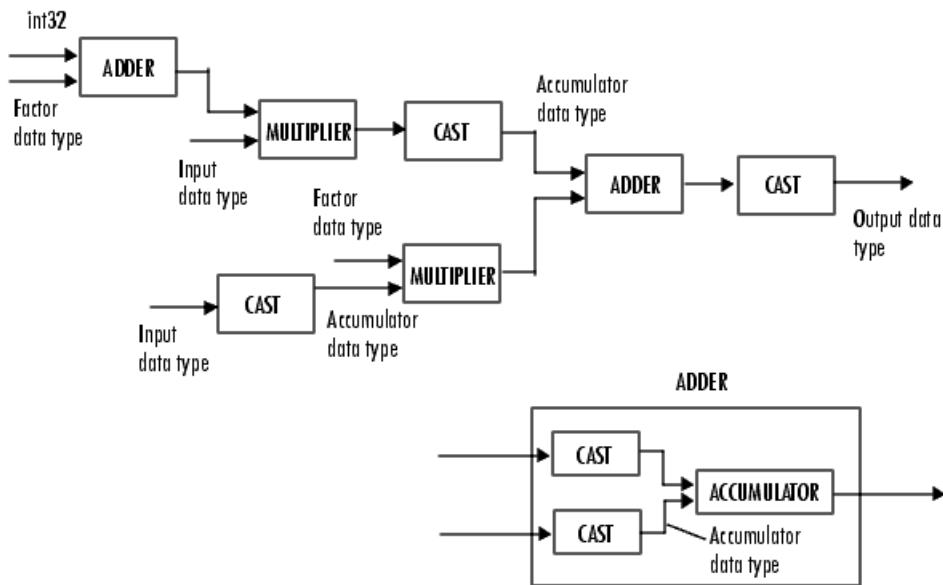 int32
ADDER
Factor
data type
MULTIPLIER
Input
data type
CAST
Accumulator
data type
ADDER
CAST
Output data
type
Factor
data type
MULTIPLIER
CAST
Input
data type
Accumulator
data type
ADDER
CAST
ACCUMULATOR
CAST
Accumulator
data type